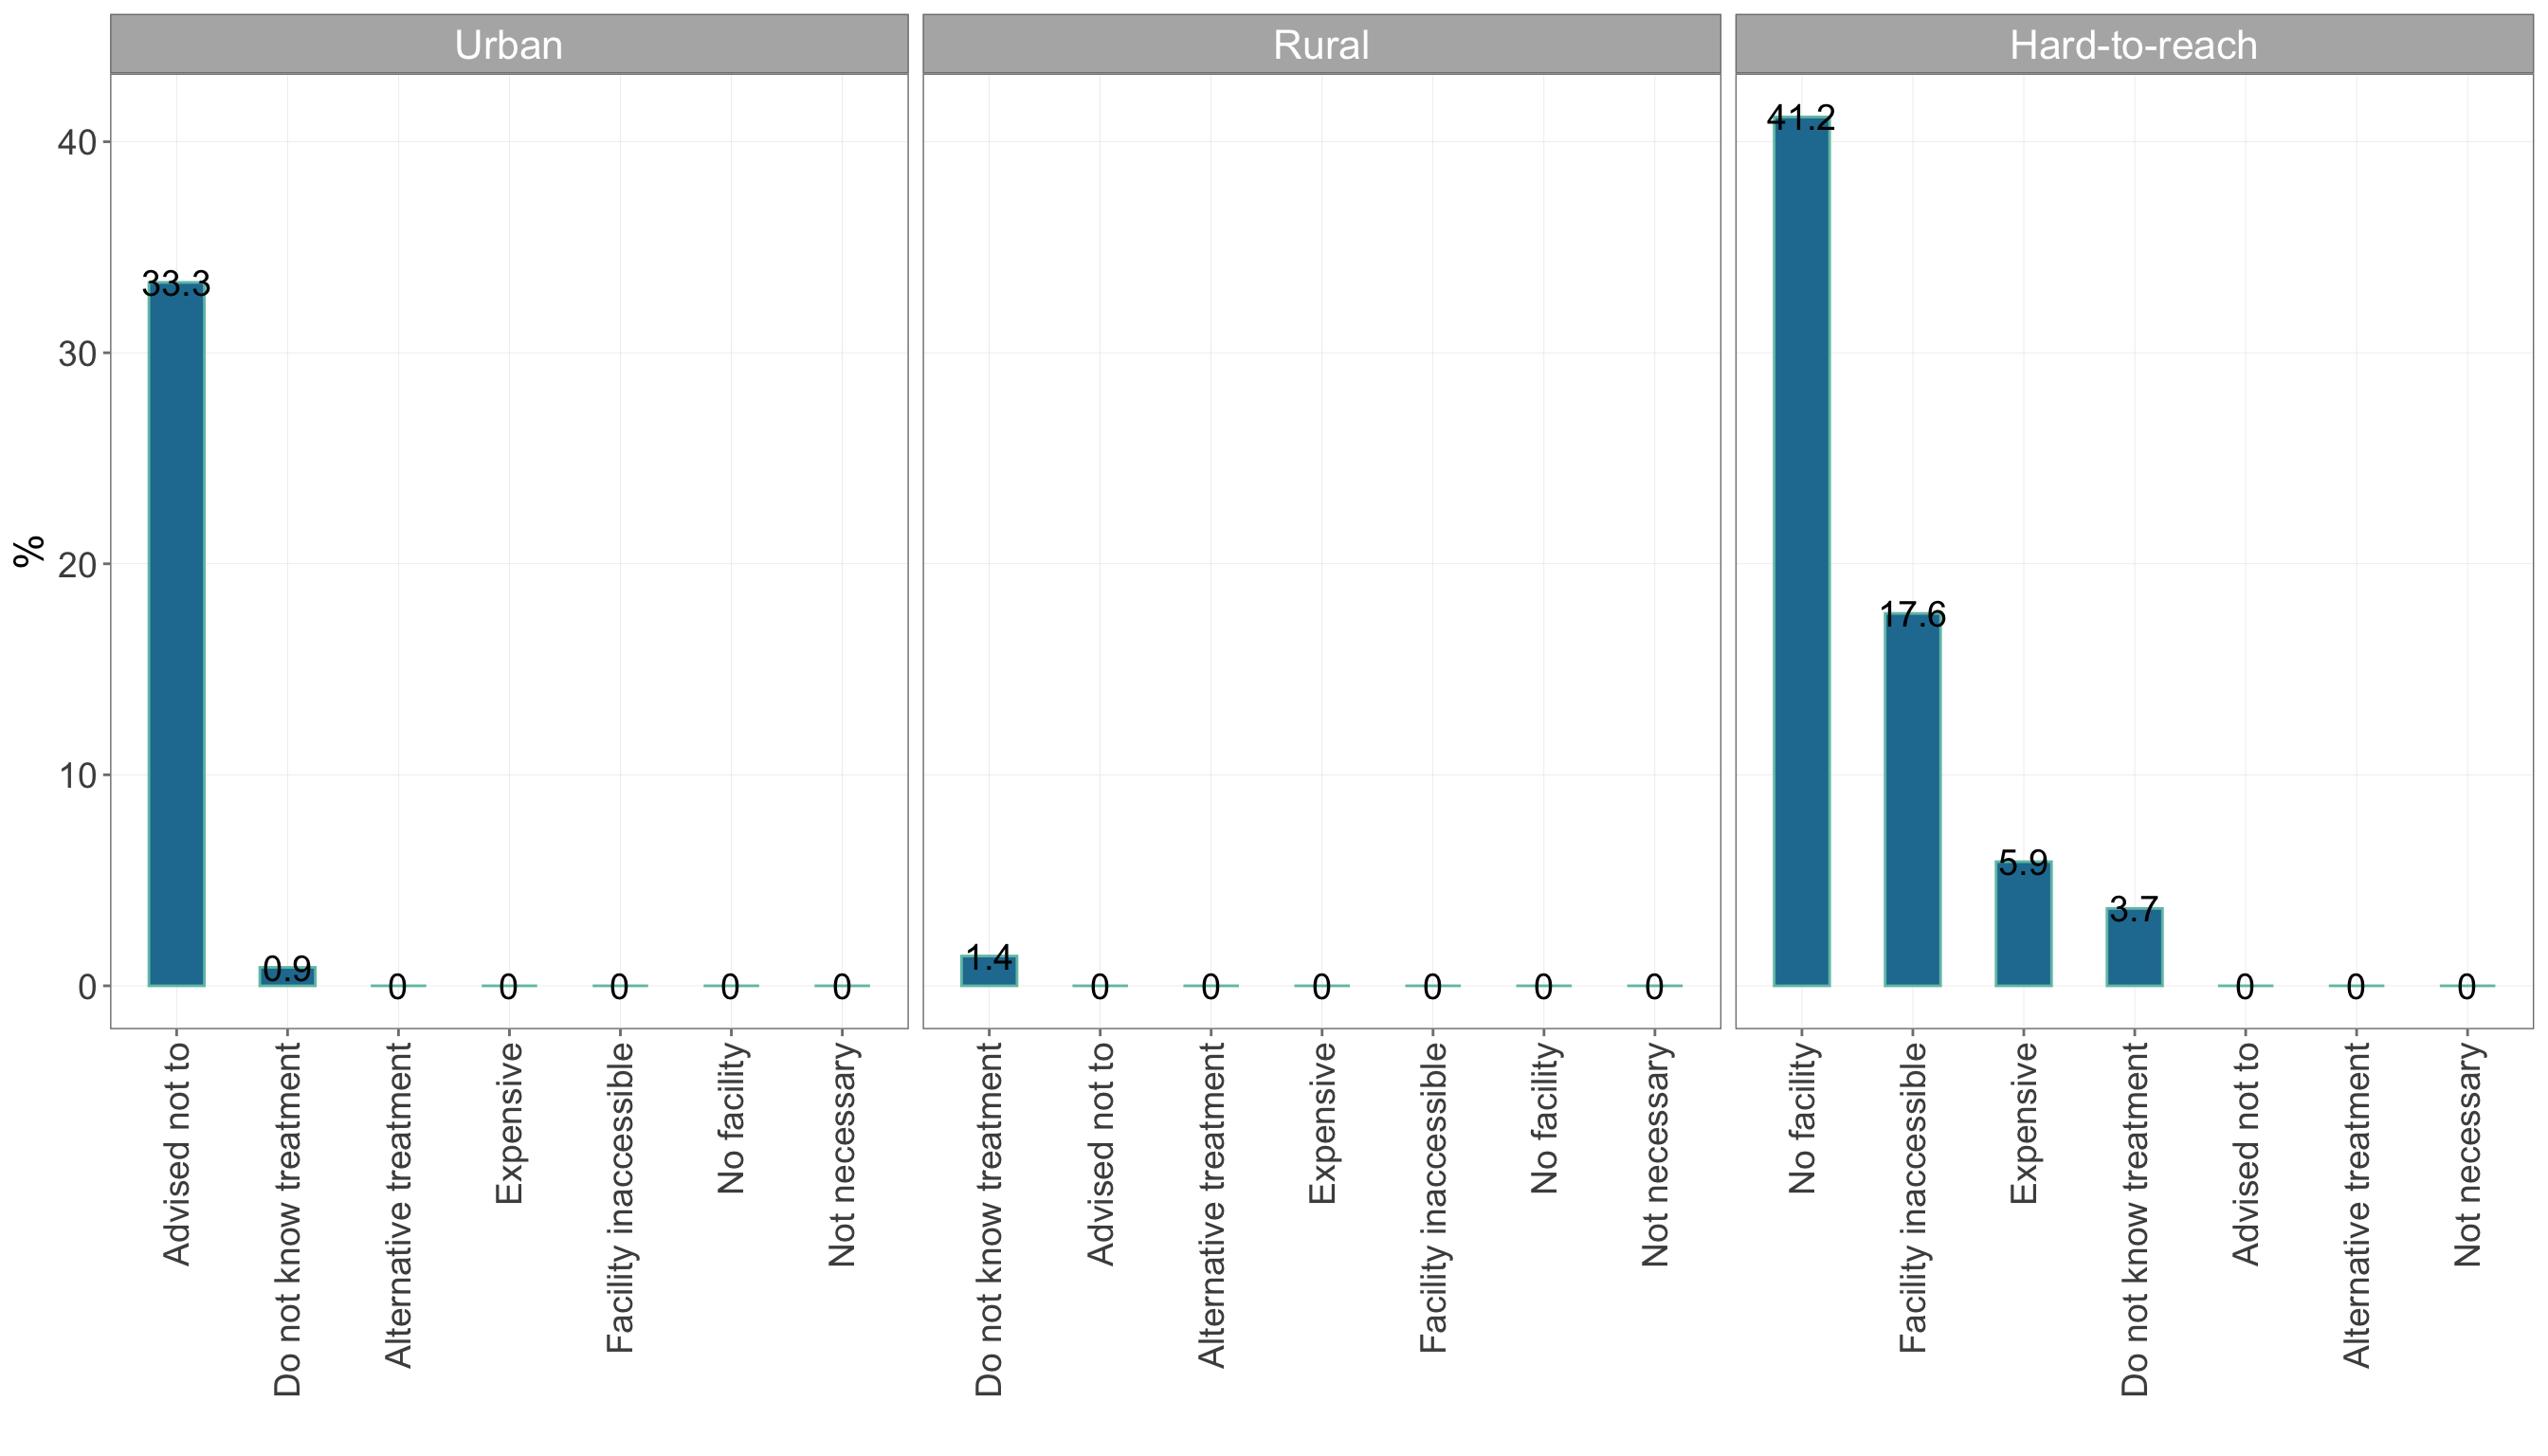 Urban
Rural
Hard-to-reach
%
40
30
20
10
0
33.3
0.9
0
0
0
0
0
1.4
0
0
0
0
0
0
41.2
17.6
5.9
3.7
0
0
0
Advised not to
Do not know treatment
Alternative treatment
Expensive
Facility inaccessible
No facility
Not necessary
Do not know treatment
Advised not to
Alternative treatment
Expensive
Facility inaccessible
No facility
Not necessary
No facility
Facility inaccessible
Expensive
Do not know treatment
Advised not to
Alternative treatment
Not necessary